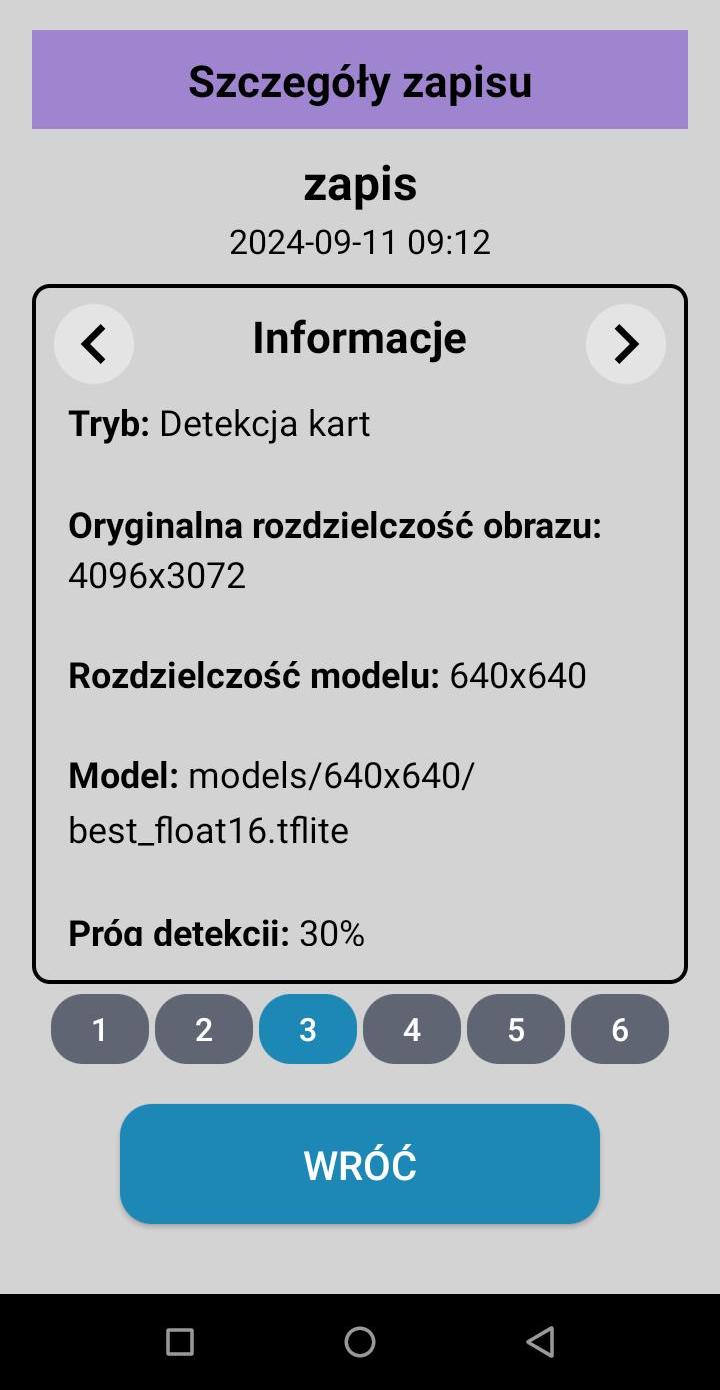 Szczegóły zapisu
zapis
2024-09-11 09:12
Informacje
Tryb: Detekcja kart
Oryginalna rozdzielczość obrazu:
4096x3072
Rozdzielczość modelu: 640x640
Model: models/640x640/
best_float16.tflite
Próg detekcji: 30%
1 2 3 4 5 6
WRÓĆ